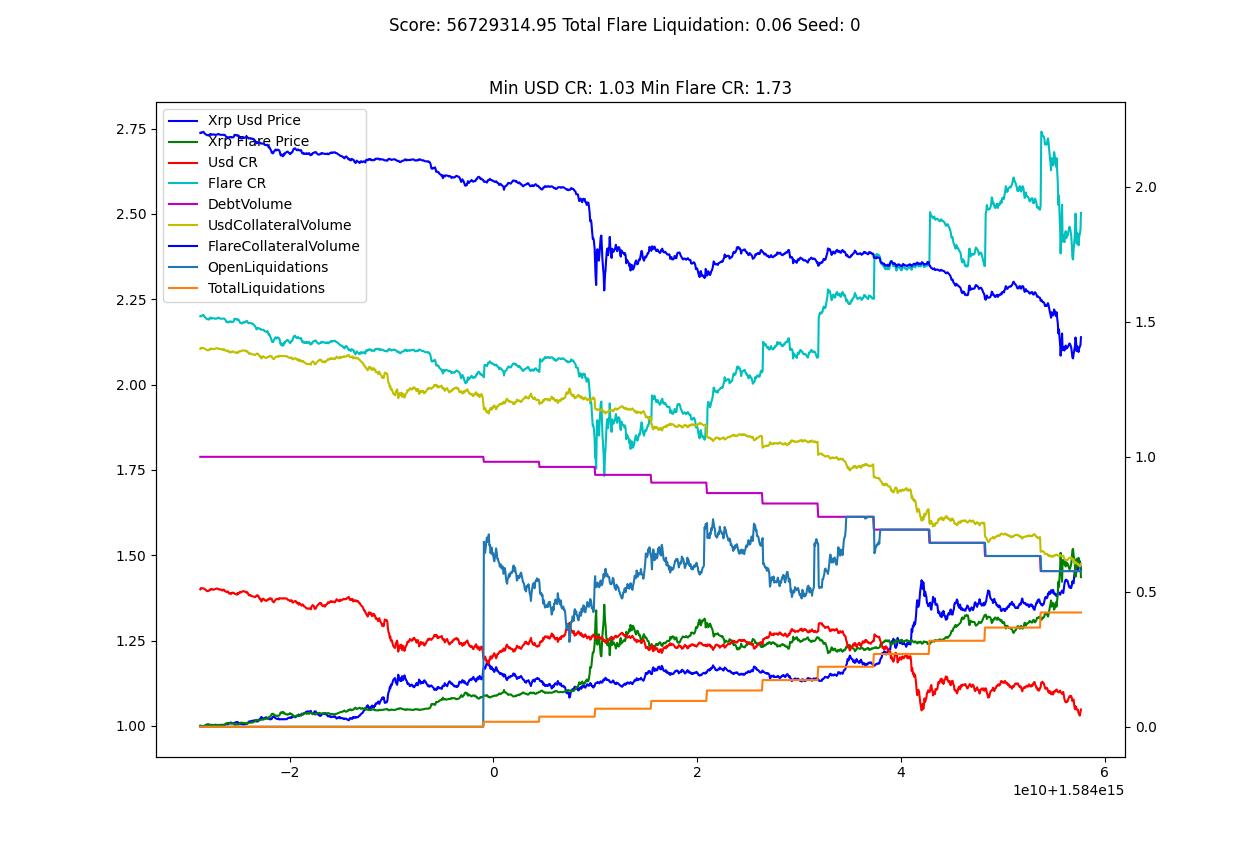 Score: 56729314.95 Total Flare Liquidation: 0.06 Seed: 0
Min USD CR: 1.03 Min Flare CR: 1.73
Xrp Usd Price
Xrp Flare Price
Usd CR
Flare CR
DebtVolume
UsdCollateralVolume
FlareCollateralVolume
OpenLiquidations
TotalLiquidations
2.75
2.50
2.25
2.00
1.75
1.50
1.25
1.00
2.0
1.5
1.0
0.5
0.0
−2
0
2
4
6
1e10+1.584e15